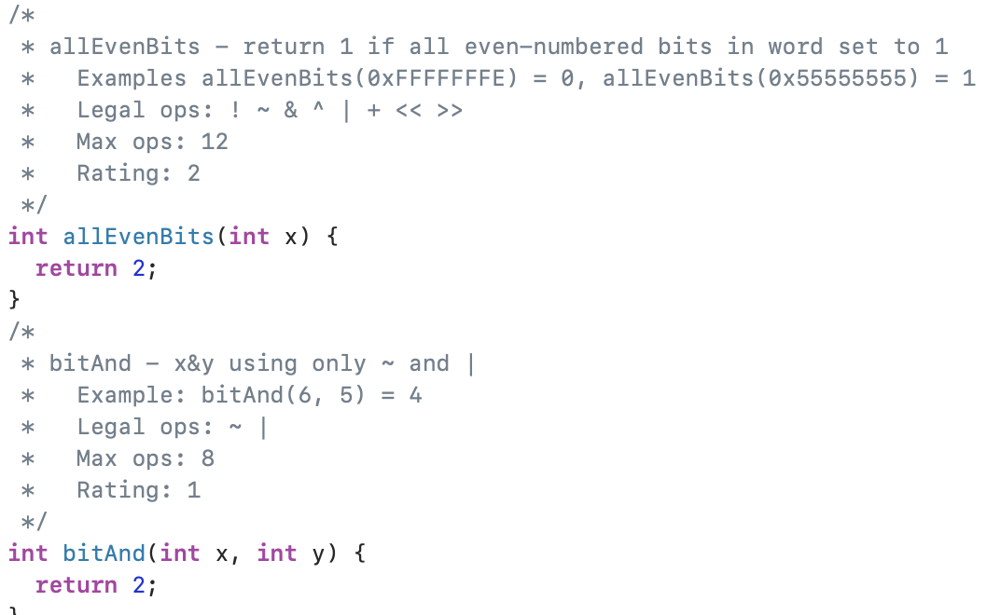 /*
 * allEvenBits - return 1 if all even-numbered bits in word set to 1
 *   Examples allEvenBits(0xFFFFFFFE) = 0, allEvenBits(0x55555555) = 1
 *   Legal ops: ! ~ & ^ | + << >>
 *   Max ops: 12
 *   Rating: 2
 */
int allEvenBits(int x) {
  return 2;
}
/*
 * bitAnd - x&y using only ~ and |
 *   Example: bitAnd(6, 5) = 4
 *   Legal ops: ~ |
 *   Max ops: 8
 *   Rating: 1
 */
int bitAnd(int x, int y) {
  return 2;
}